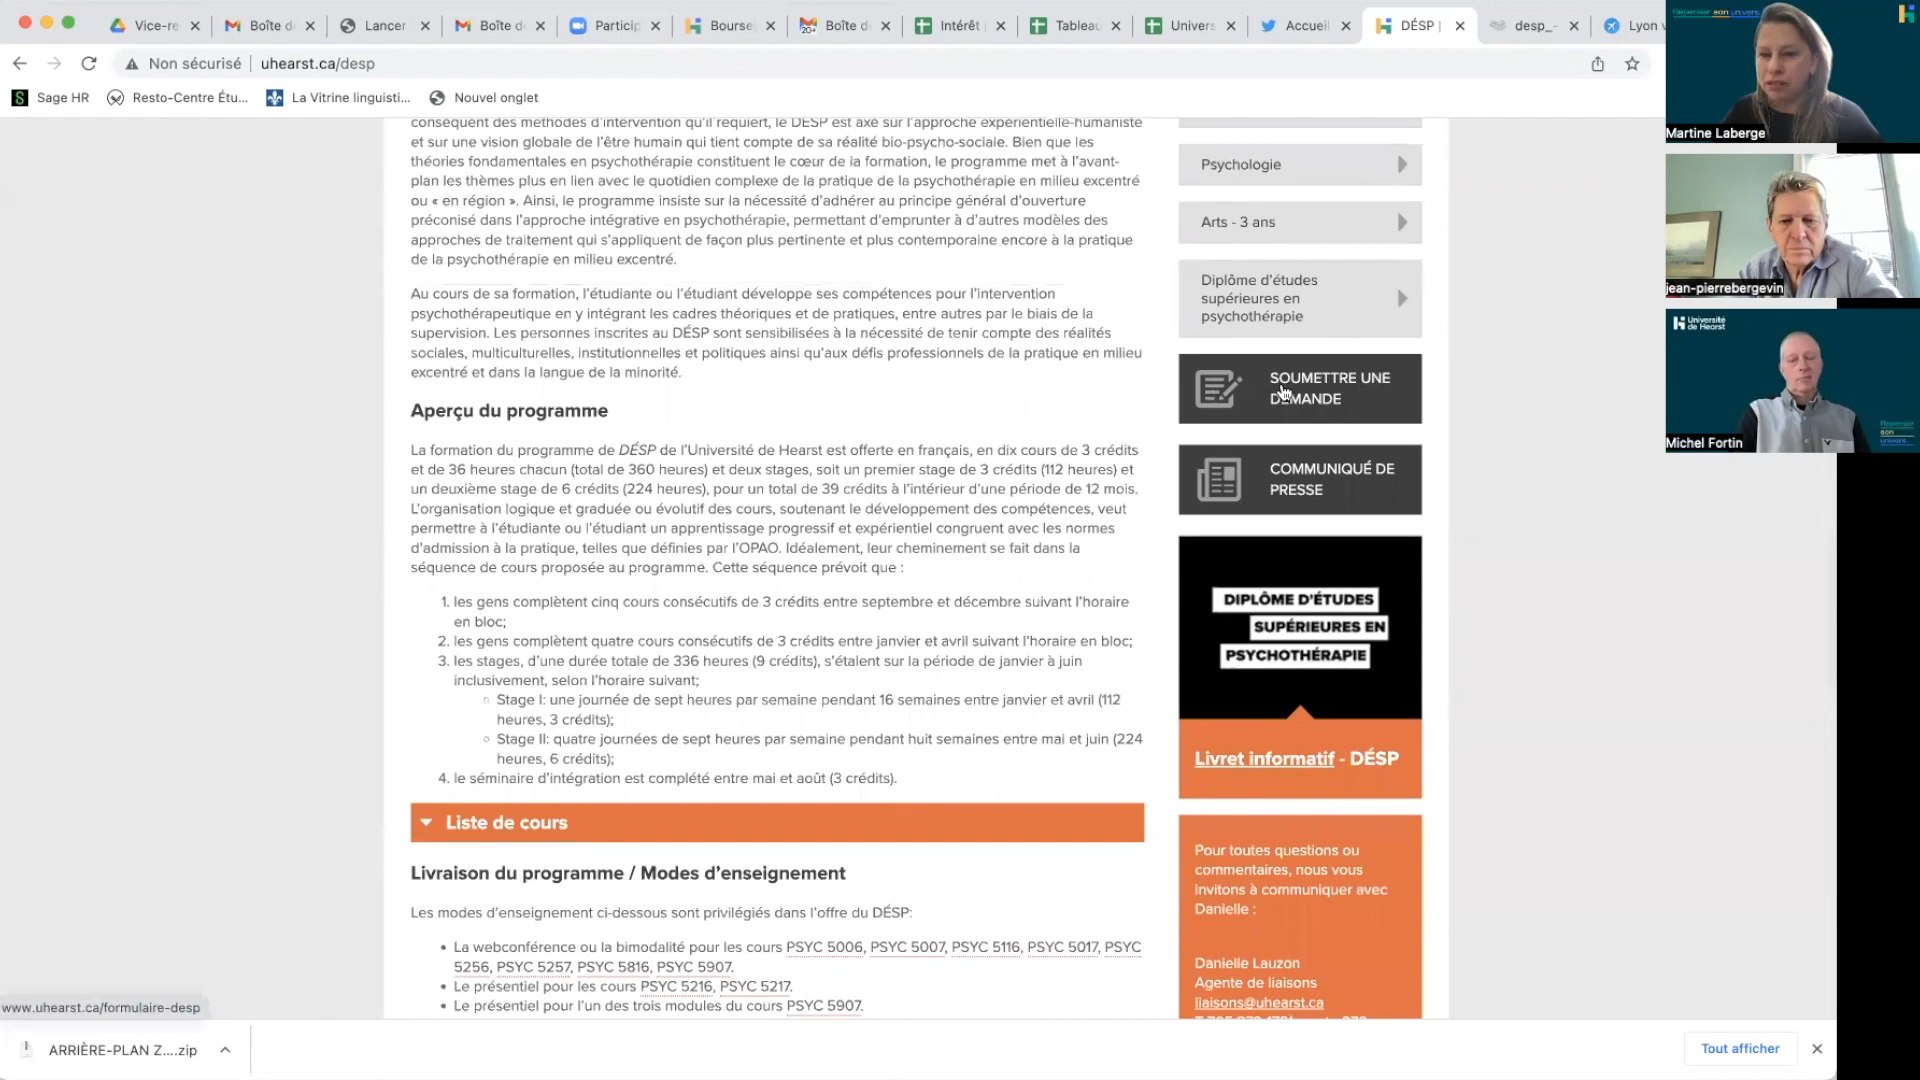 Vice-re
Boîte d
Lancer
Boîte d
Particip
Bourse
Boîte d
Intérêt
Tableau
Univers
Accueil
DÉSP |
desp_-
Lyon v
Non sécurisé
uhearst.ca/desp
Sage HR
Resto-Centre Étu...
La Vitrine linguisti...
Nouvel onglet
conséquent des méthodes d'intervention qu'il requiert, le DÉSP est axé sur l'approche expérientielle-humaniste
et sur une vision globale de l'être humain qui tient compte de sa réalité bio-psycho-sociale. Bien que les
théories fondamentales en psychothérapie constituent le cœur de la formation, le programme met à l'avant-
plan les thèmes plus en lien avec le quotidien complexe de la pratique de la psychothérapie en milieu excentré
ou « en région ». Ainsi, le programme insiste sur la nécessité d'adhérer au principe général d'ouverture
préconisé dans l'approche intégrative en psychothérapie, permettant d'emprunter à d'autres modèles des
approches de traitement qui s'appliquent de façon plus pertinente et plus contemporaine encore à la pratique
de la psychothérapie en milieu excentré.
Au cours de sa formation, l'étudiante ou l'étudiant développe ses compétences pour l'intervention
psychothérapeutique en y intégrant les cadres théoriques et de pratiques, entre autres par le biais de la
supervision. Les personnes inscrites au DÉSP sont sensibilisées à la nécessité de tenir compte des réalités
sociales, multiculturelles, institutionnelles et politiques ainsi qu'aux défis professionnels de la pratique en milieu
excentré et dans la langue de la minorité.
Aperçu du programme
La formation du programme de DÉSP de l'Université de Hearst est offerte en français, en dix cours de 3 crédits
et de 36 heures chacun (total de 360 heures) et deux stages, soit un premier stage de 3 crédits (112 heures) et
un deuxième stage de 6 crédits (224 heures), pour un total de 39 crédits à l'intérieur d'une période de 12 mois.
L'organisation logique et graduée ou évolutif des cours, soutenant le développement des compétences, veut
permettre à l'étudiante ou l'étudiant un apprentissage progressif et expérientiel congruent avec les normes
d'admission à la pratique, telles que définies par l'OPAO. Idéalement, leur cheminement se fait dans la
séquence de cours proposée au programme. Cette séquence prévoit que :
1. les gens complètent cinq cours consécutifs de 3 crédits entre septembre et décembre suivant l'horaire
en bloc;
2. les gens complètent quatre cours consécutifs de 3 crédits entre janvier et avril suivant l'horaire en bloc;
3. les stages, d'une durée totale de 336 heures (9 crédits), s'étalent sur la période de janvier à juin
inclusivement, selon l'horaire suivant;
Stage I: une journée de sept heures par semaine pendant 16 semaines entre janvier et avril (112
heures, 3 crédits);
Stage II: quatre journées de sept heures par semaine pendant huit semaines entre mai et juin (224
heures, 6 crédits);
4. le séminaire d'intégration est complété entre mai et août (3 crédits).
Liste de cours
Livraison du programme / Modes d'enseignement
Les modes d'enseignement ci-dessous sont privilégiés dans l'offre du DÉSP:
• La webconférence ou la bimodalité pour les cours PSYC 5006, PSYC 5007, PSYC 5116, PSYC 5017, PSYC
5256, PSYC 5257, PSYC 5816, PSYC 5907.
• Le présentiel pour les cours PSYC 5216, PSYC 5217.
• Le présentiel pour l'un des trois modules du cours PSYC 5907.
Psychologie
Arts - 3 ans
Diplôme d'études
supérieures en
psychothérapie
SOUMETTRE UNE
DEMANDE
COMMUNIQUÉ DE
PRESSE
DIPLÔME D'ÉTUDES
SUPÉRIEURES EN
PSYCHOTHÉRAPIE
Livret informatif - DÉSP
Pour toutes questions ou
commentaires, nous vous
invitons à communiquer avec
Danielle :
Danielle Lauzon
Agente de liaisons
liaisons@uhearst.ca
Repenser son univers
Martine Laberge
jean-pierrebergevin
Université
de Hearst
Repenser
son
univers.
Michel Fortin
www.uhearst.ca/formulaire-desp
ARRIÈRE-PLAN Z....zip
Tout afficher